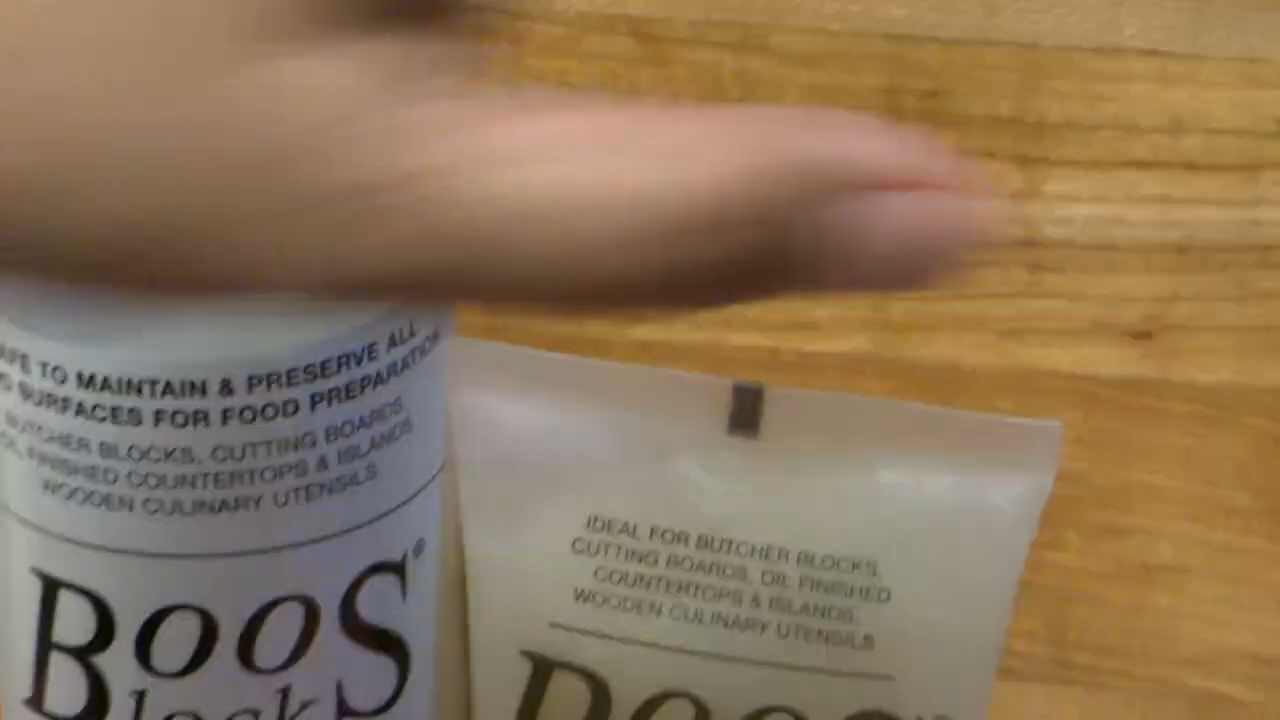 TO MAINTAIN & PRESERVE ALL
SURFACES FOR FOOD PREPARATION
BUTCHER BLOCKS, CUTTING BOARDS,
FINISHED COUNTERTOPS & ISLANDS
WOODEN CULINARY UTENSILS
BOOS®
Block
IDEAL FOR BUTCHER BLOCKS,
CUTTING BOARDS, OIL FINISHED
COUNTERTOPS & ISLANDS,
WOODEN CULINARY UTENSILS